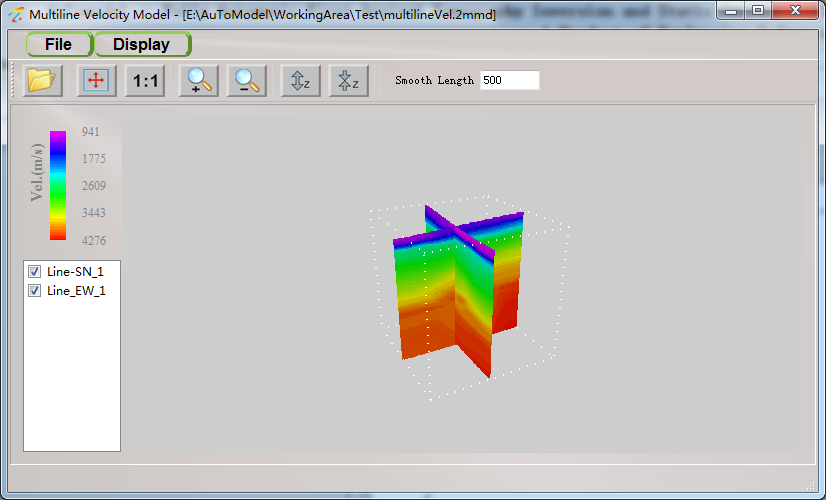 Multiline Velocity Model - [E:\AuToModel\WorkingArea\Test\multilineVel.2mmd]
File Display
1:1 Z Z Smooth Length 500
Vel.(m/s)
941
1775
2609
3443
4276
Line-SN_1
Line_EW_1